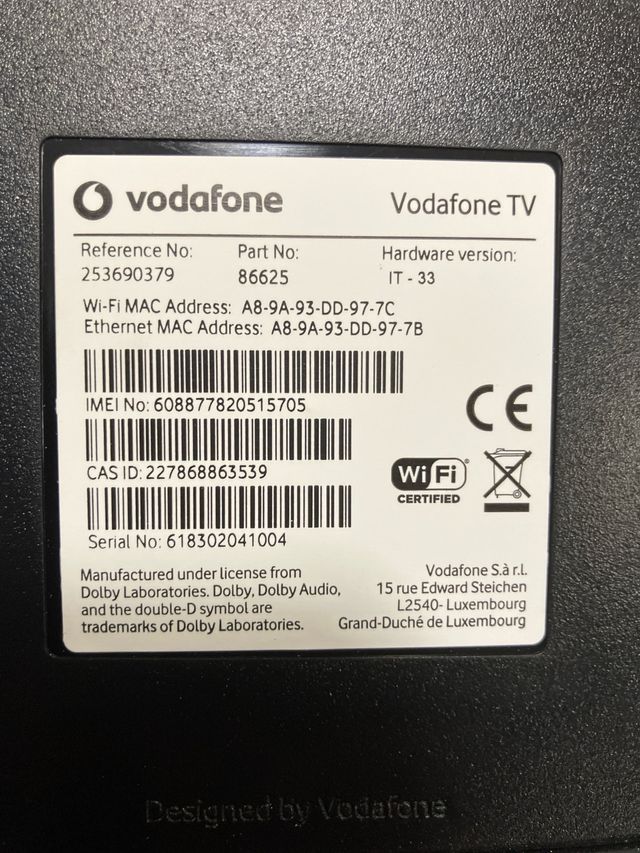 vodafone Vodafone TV
Reference No: Part No: Hardware version:
253690379 86625 IT - 33
Wi-Fi MAC Address: A8-9A-93-DD-97-7C
Ethernet MAC Address: A8-9A-93-DD-97-7B
IMEI No: 608877820515705
CE
CAS ID: 227868863539
Wi Fi
CERTIFIED
Serial No: 618302041004
Manufactured under license from
Dolby Laboratories. Dolby, Dolby Audio,
and the double-D symbol are
trademarks of Dolby Laboratories.
Vodafone S.à r.l.
15 rue Edward Steichen
L2540- Luxembourg
Grand-Duché de Luxembourg
Designed by Vodafone